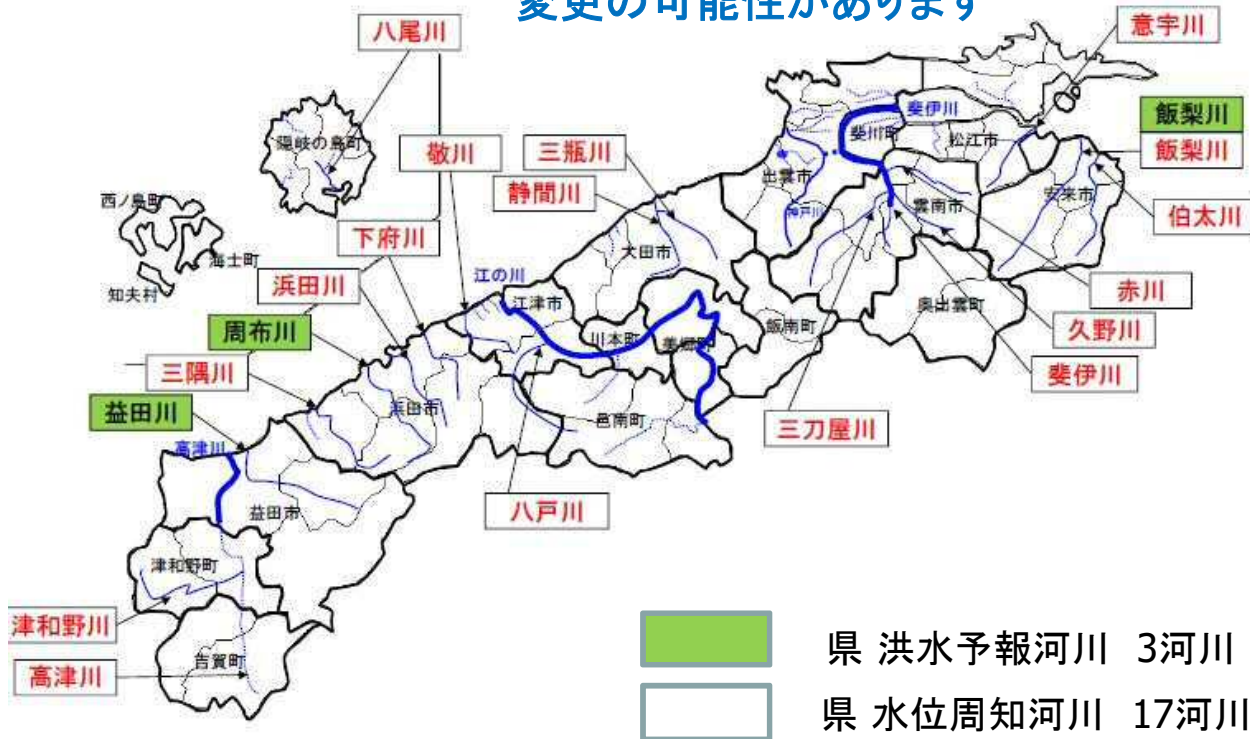 変更の可能性があります
八尾川
意宇川
飯梨川
飯梨川
伯太川
斐伊川
斐川町
松江市
出雲市
神戸川
雲南市
安来市
隠岐の島町
敬川
三瓶川
静間川
西ノ島町
海士町
知夫村
下府川
浜田川
周布川
三隅川
益田川
江の川
江津市
大田市
川本町
美郷町
飯南町
奥出雲町
赤川
久野川
斐伊川
三刀屋川
浜田市
邑南町
八戸川
高津川
益田市
津和野町
津和野川
高津川
吉賀町
県 洪水予報河川 3河川
県 水位周知河川 17河川